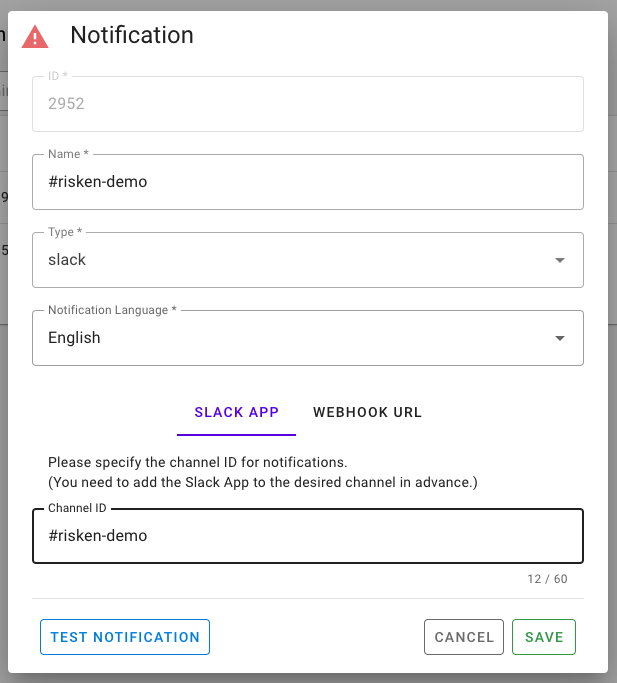 Notification
ID *
2952
Name *
#risken-demo
Type *
slack
Notification Language *
English
SLACK APP WEBHOOK URL
Please specify the channel ID for notifications.
(You need to add the Slack App to the desired channel in advance.)
Channel ID
#risken-demo
12 / 60
TEST NOTIFICATION CANCEL SAVE